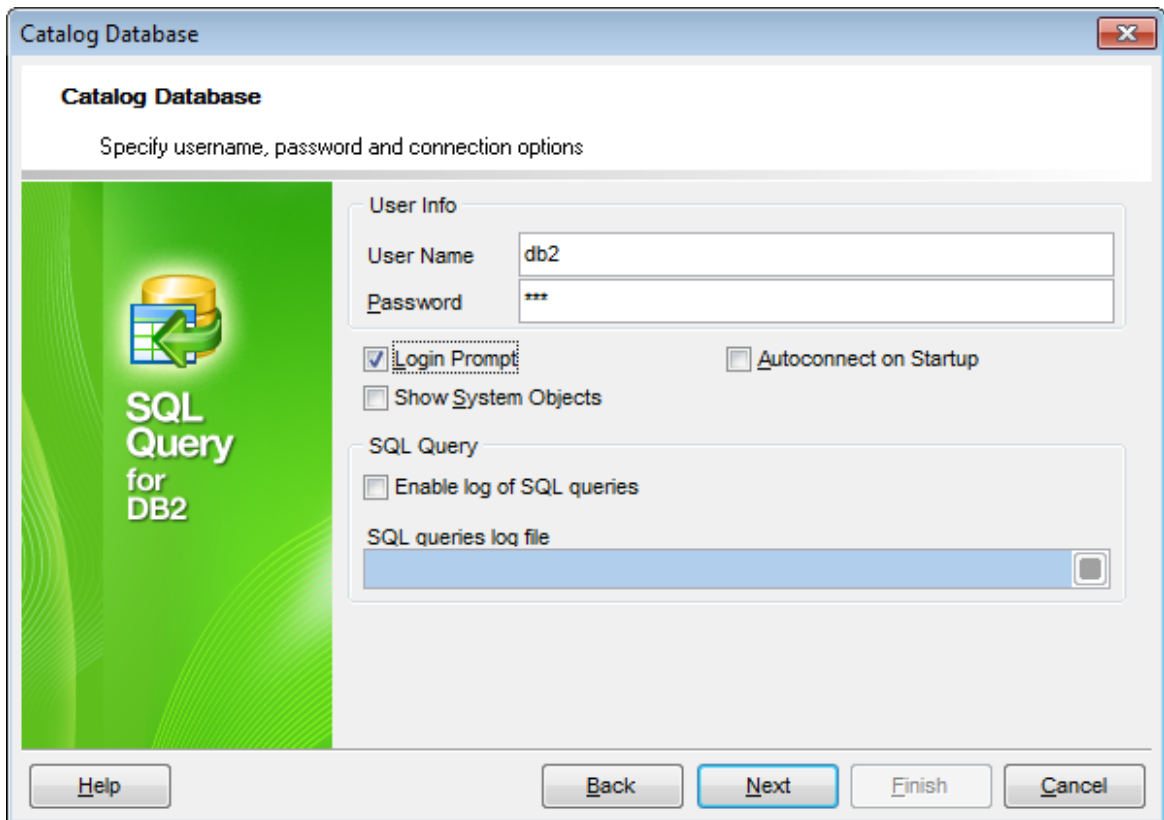 Catalog Database
Catalog Database
Specify username, password and connection options
SQL
Query
for
DB2
User Info
User Name db2
Password ***
Login Prompt Autoconnect on Startup
Show System Objects
SQL Query
Enable log of SQL queries
SQL queries log file
Help Back Next Finish Cancel